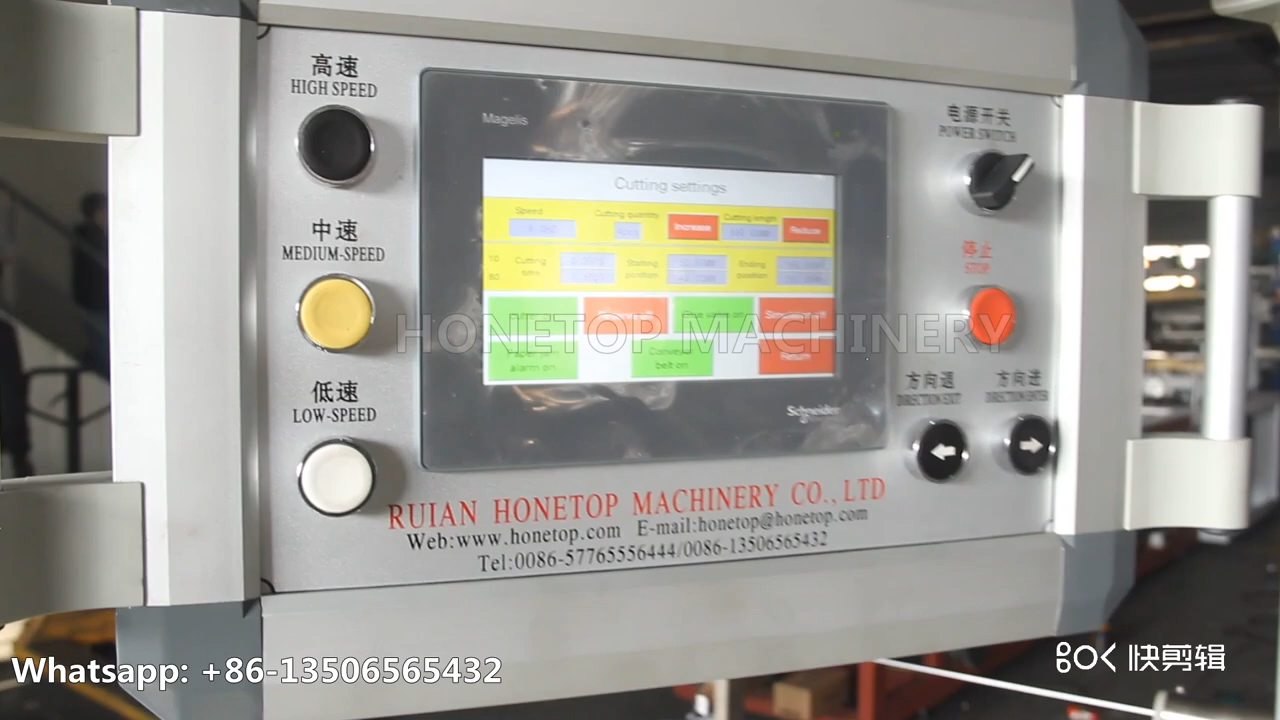 高速
HIGH SPEED
中速
MEDIUM-SPEED
低速
LOW-SPEED
Magelis
Cutting settings
Speed
Cutting quantity
Increase
Cutting length
Reduce
10
60
Cutting
time
Starting
position
Ending
position
alarm on
Conveyor
belt on
Return
Schneider
电源开关
POWER SWITCH
停止
STOP
方向退
DIRECTION EXIT
方向进
DIRECTION ENTER
HONETOP MACHINERY
RUIAN HONETOP MACHINERY CO., LTD
Web:www.honetop.com E-mail:honetop@honetop.com
Tel:0086-57765556444/0086-13506565432
Whatsapp: +86-13506565432
快剪辑